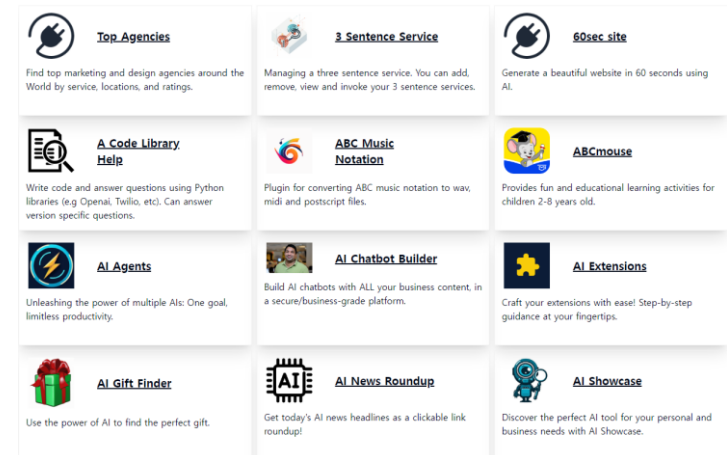 Top Agencies
Find top marketing and design agencies around the
World by service, locations, and ratings.
3 Sentence Service
Managing a three sentence service. You can add,
remove, view and invoke your 3 sentence services.
60sec site
Generate a beautiful website in 60 seconds using
AI.
A Code Library
Help
Write code and answer questions using Python
libraries (e.g Openai, Twilio, etc). Can answer
version specific questions.
ABC Music
Notation
Plugin for converting ABC music notation to wav,
midi and postscript files.
ABCmouse
Provides fun and educational learning activities for
children 2-8 years old.
AI Agents
Unleashing the power of multiple AIs: One goal,
limitless productivity.
AI Chatbot Builder
Build AI chatbots with ALL your business content, in
a secure/business-grade platform.
AI Extensions
Craft your extensions with ease! Step-by-step
guidance at your fingertips.
AI Gift Finder
Use the power of AI to find the perfect gift.
AI
AI News Roundup
Get today's AI news headlines as a clickable link
roundup!
AI Showcase
Discover the perfect AI tool for your personal and
business needs with AI Showcase.